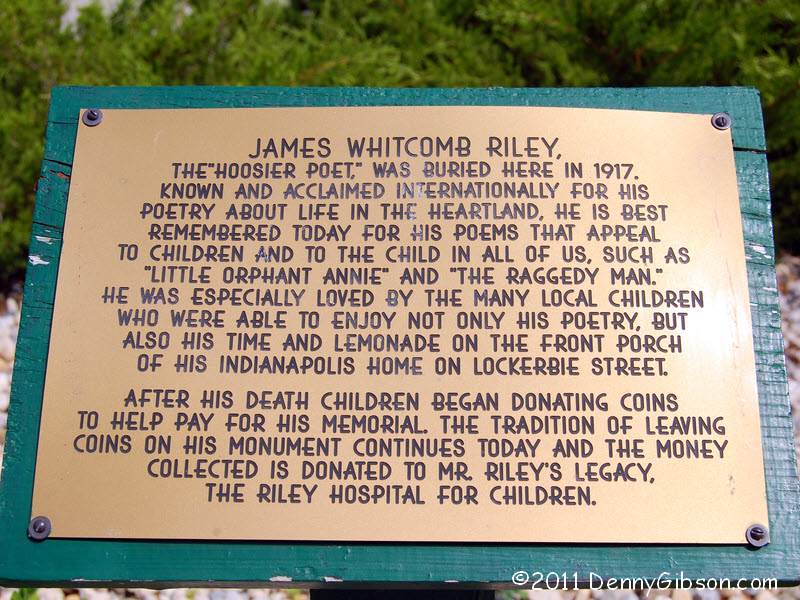 JAMES WHITCOMB RILEY,
THE "HOOSIER POET," WAS BURIED HERE IN 1917.
KNOWN AND ACCLAIMED INTERNATIONALLY FOR HIS
POETRY ABOUT LIFE IN THE HEARTLAND, HE IS BEST
REMEMBERED TODAY FOR HIS POEMS THAT APPEAL
TO CHILDREN AND TO THE CHILD IN ALL OF US, SUCH AS
"LITTLE ORPHANT ANNIE" AND "THE RAGGEDY MAN."
HE WAS ESPECIALLY LOVED BY THE MANY LOCAL CHILDREN
WHO WERE ABLE TO ENJOY NOT ONLY HIS POETRY, BUT
ALSO HIS TIME AND LEMONADE ON THE FRONT PORCH
OF HIS INDIANAPOLIS HOME ON LOCKERBIE STREET.
AFTER HIS DEATH CHILDREN BEGAN DONATING COINS
TO HELP PAY FOR HIS MEMORIAL. THE TRADITION OF LEAVING
COINS ON HIS MONUMENT CONTINUES TODAY AND THE MONEY
COLLECTED IS DONATED TO MR. RILEY'S LEGACY,
THE RILEY HOSPITAL FOR CHILDREN.
©2011 DennyGibson.com